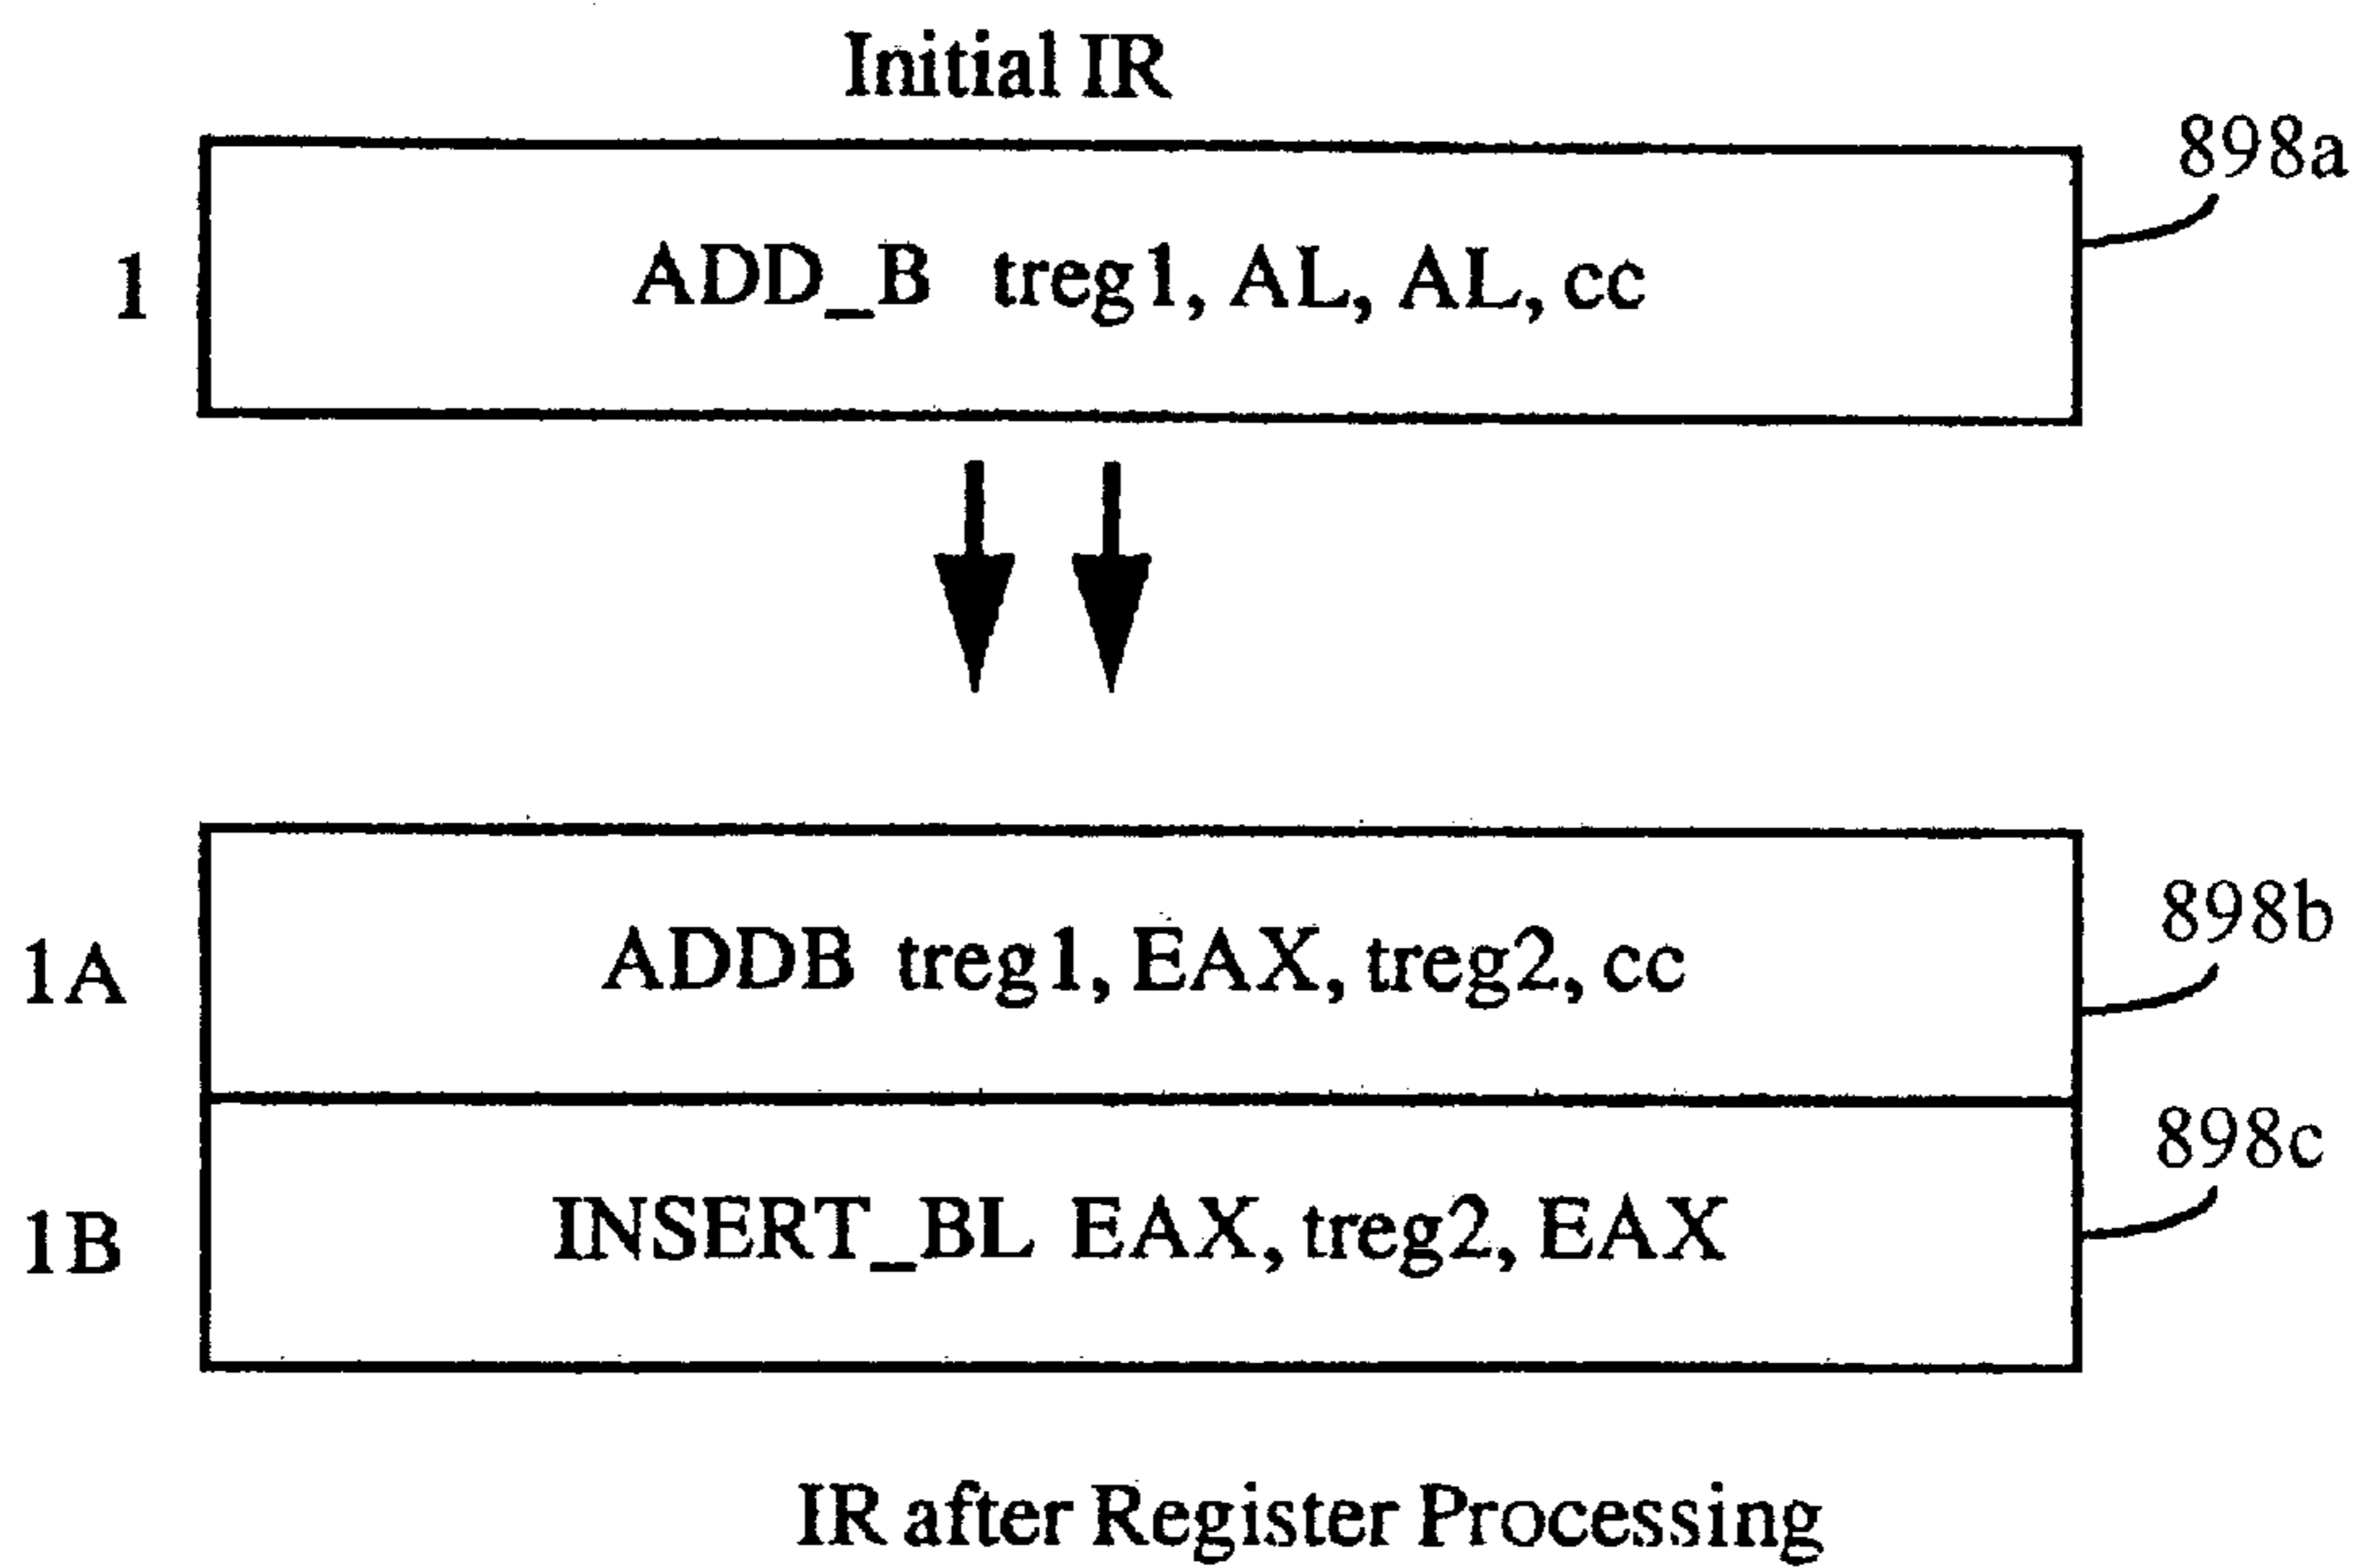 Initial IR
898a
1 ADD_B treg1, AL, AL, cc
898b
1A ADDB treg1, EAX, treg2, cc
898c
1B INSERT_BL EAX, treg2, EAX
IR after Register Processing